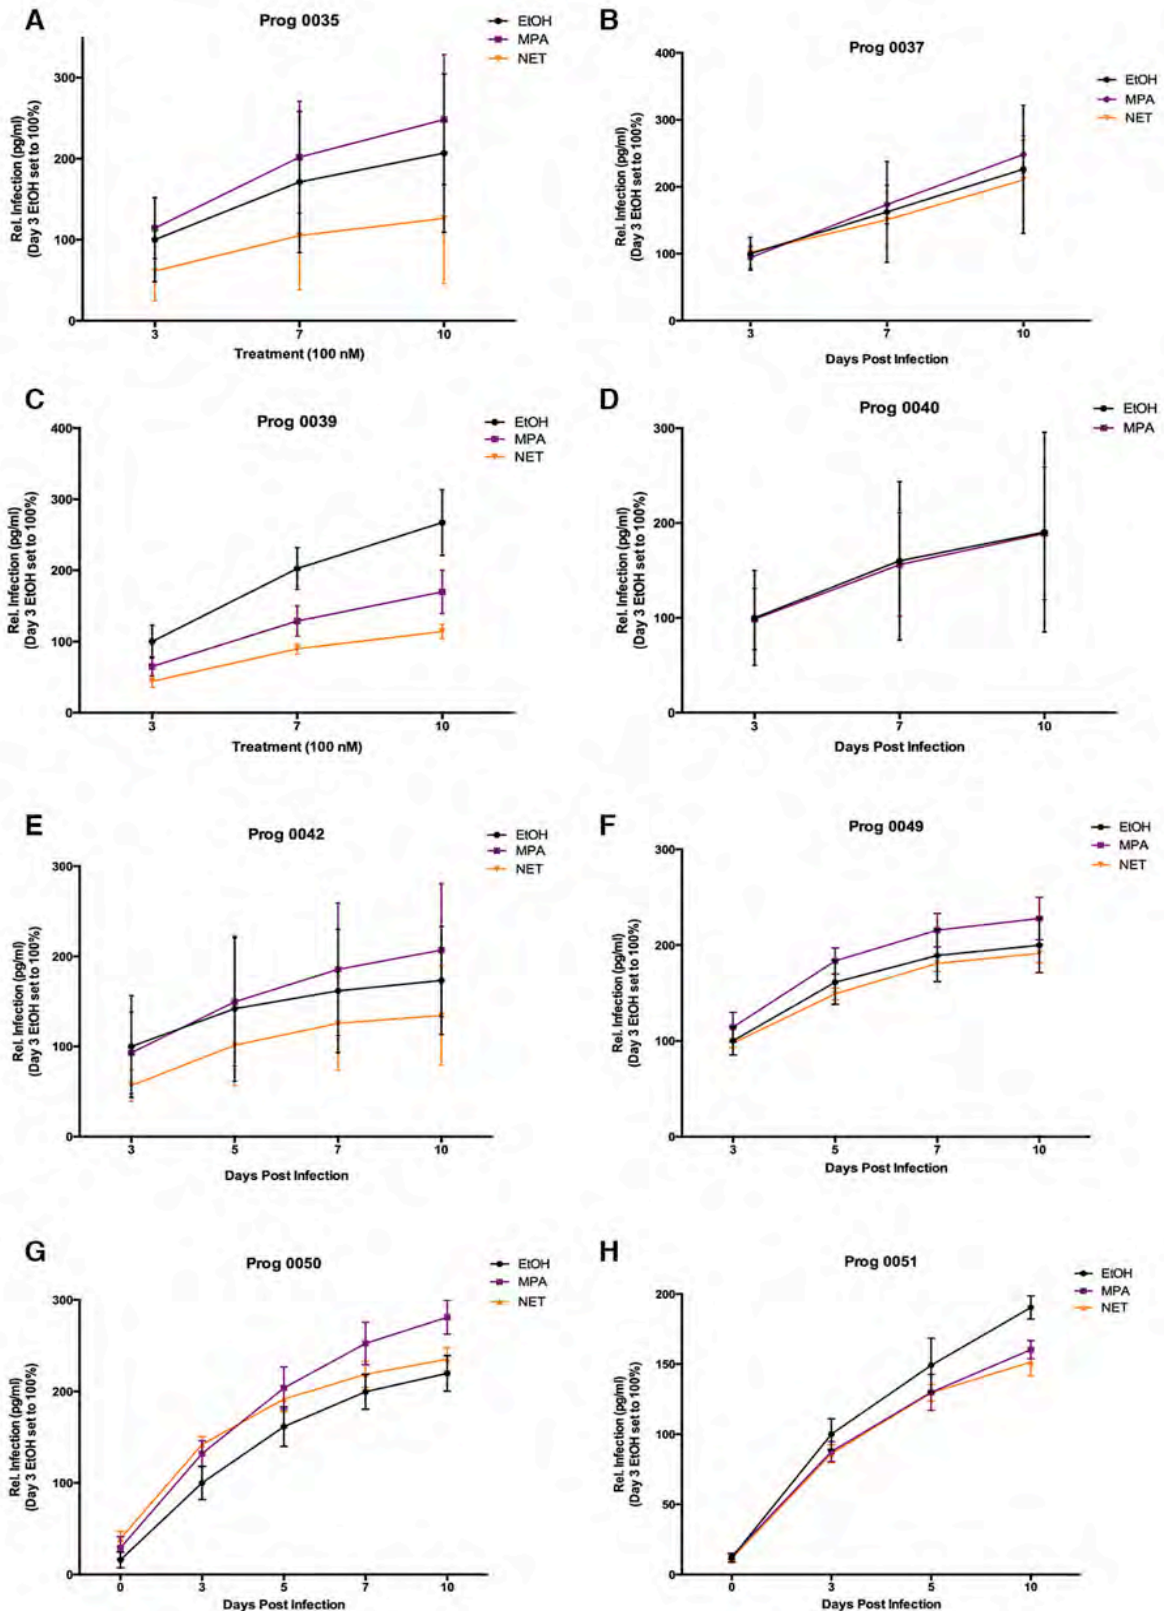 A
Prog 0035
EtOH
MPA
NET
Rel. Infection (pg/ml)
(Day 3 EtOH set to 100%)
300
200
100
0
3 7 10
Treatment (100 nM)
B
Prog 0037
EtOH
MPA
NET
Rel. Infection (pg/ml)
(Day 3 EtOH set to 100%)
400
300
200
100
0
3 7 10
Days Post Infection
C
Prog 0039
EtOH
MPA
NET
Rel. Infection (pg/ml)
(Day 3 EtOH set to 100%)
400
300
200
100
0
3 7 10
Treatment (100 nM)
D
Prog 0040
EtOH
MPA
Rel. Infection (pg/ml)
(Day 3 EtOH set to 100%)
300
200
100
0
3 7 10
Days Post Infection
E
Prog 0042
EtOH
MPA
NET
Rel. Infection (pg/ml)
(Day 3 EtOH set to 100%)
300
200
100
0
3 5 7 10
Days Post Infection
F
Prog 0049
EtOH
MPA
NET
Rel. Infection (pg/ml)
(Day 3 EtOH set to 100%)
300
200
100
0
3 5 7 10
Days Post Infection
G
Prog 0050
EtOH
MPA
NET
Rel. Infection (pg/ml)
(Day 3 EtOH set to 100%)
300
200
100
0
0 3 5 7 10
Days Post Infection
H
Prog 0051
EtOH
MPA
NET
Rel. Infection (pg/ml)
(Day 3 EtOH set to 100%)
200
150
100
50
0
0 3 5 10
Days Post Infection